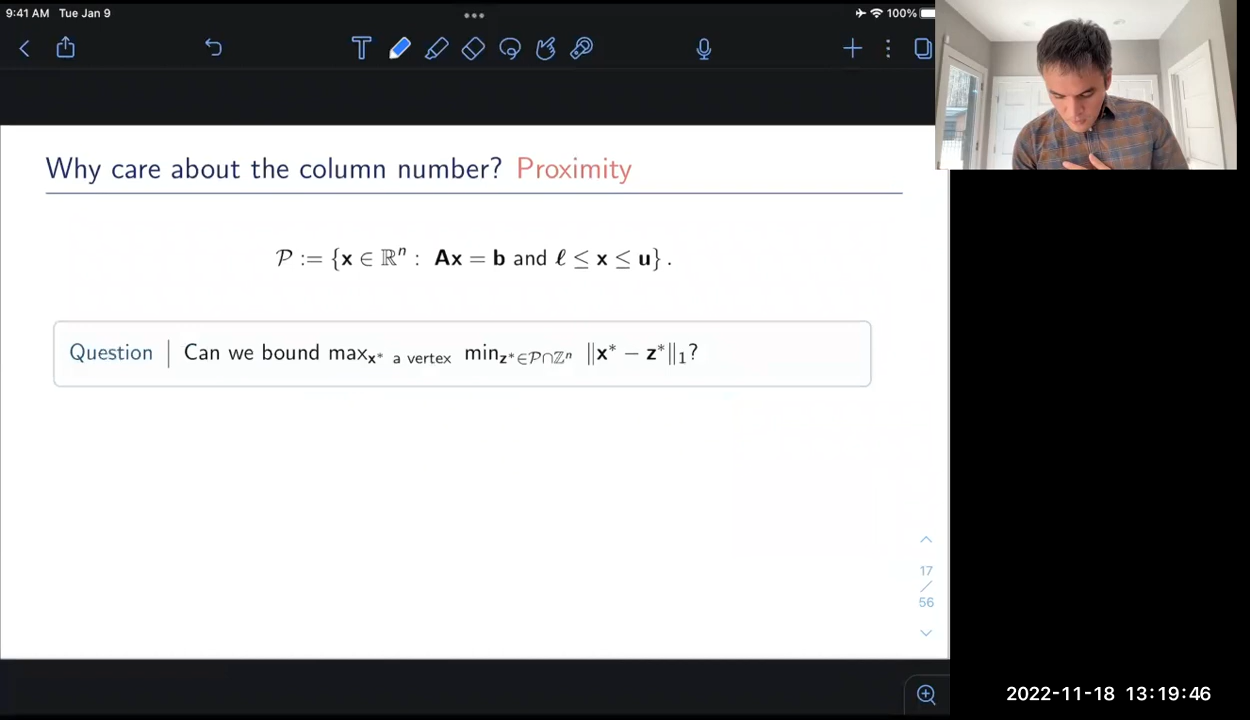 9:41 AM Tue Jan 9
100%
T
Why care about the column number? Proximity
𝒫 := {x ∈ ℝⁿ : Ax = b and ℓ ≤ x ≤ u} .
Question | Can we bound max_{x* a vertex} min_{z*∈𝒫∩ℤⁿ} ‖x* − z*‖₁?
17
/
56
2022-11-18 13:19:46